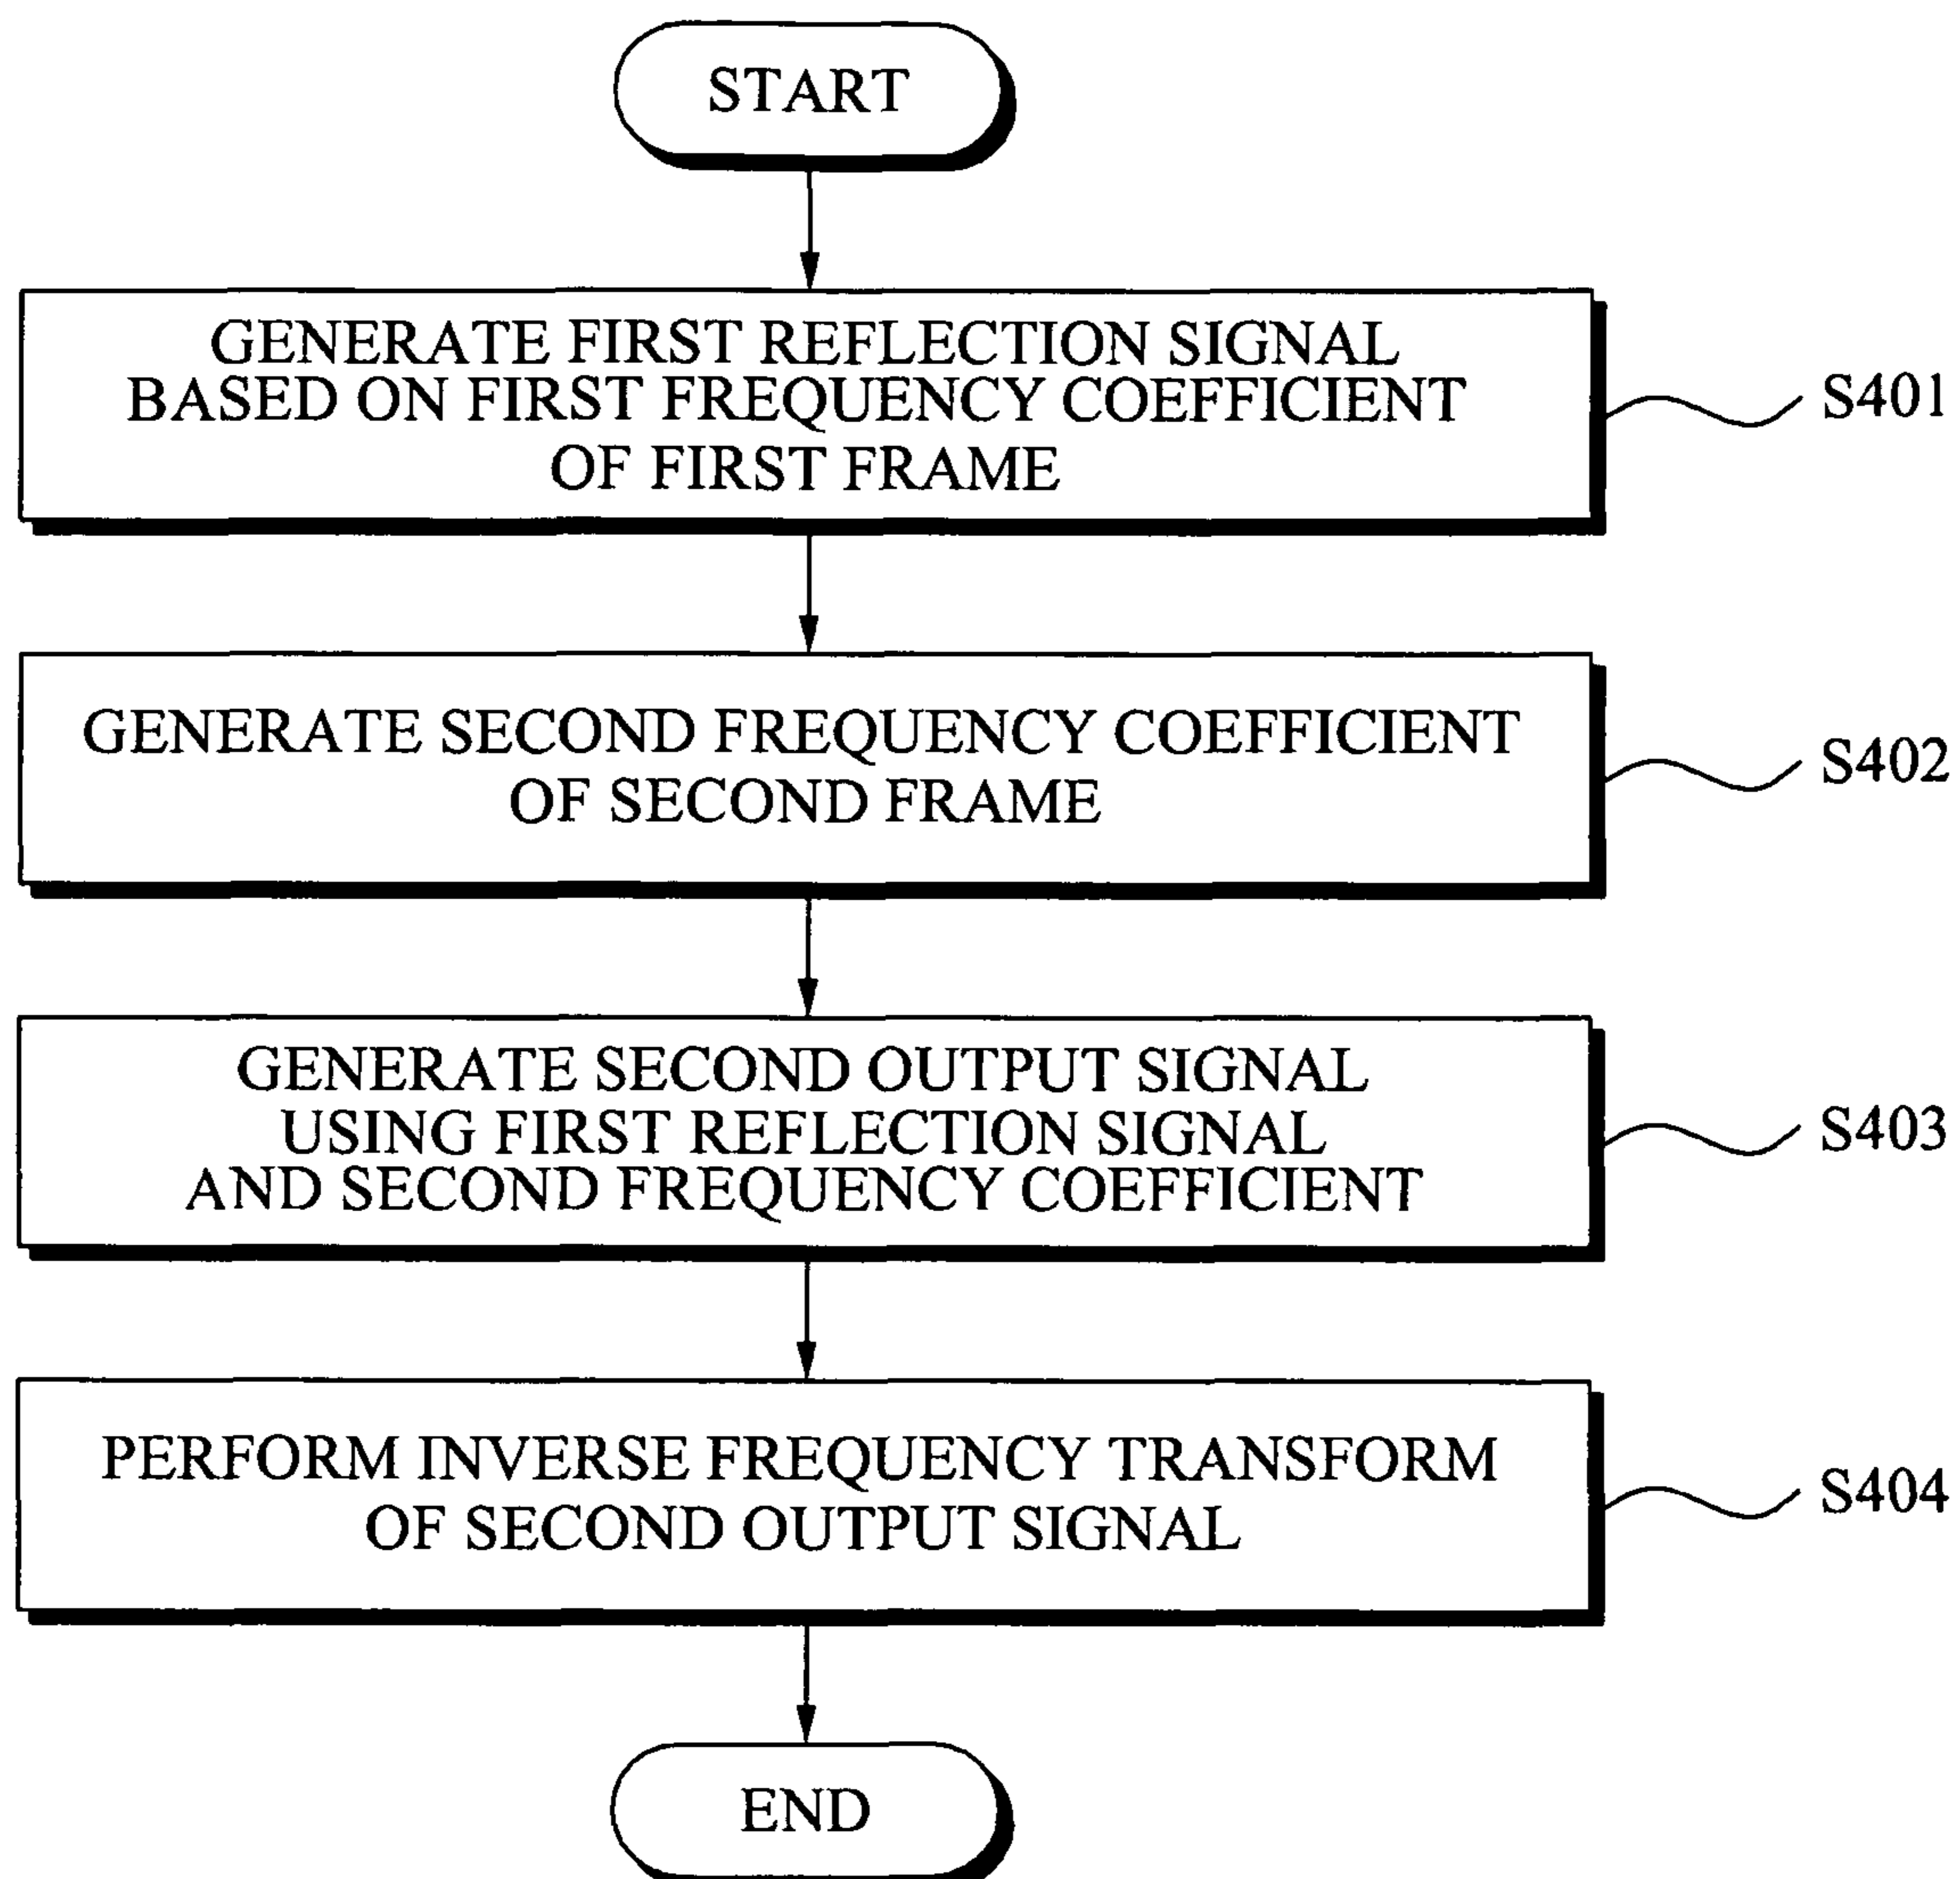 START
GENERATE FIRST REFLECTION SIGNAL
BASED ON FIRST FREQUENCY COEFFICIENT
OF FIRST FRAME
S401
GENERATE SECOND FREQUENCY COEFFICIENT
OF SECOND FRAME
S402
GENERATE SECOND OUTPUT SIGNAL
USING FIRST REFLECTION SIGNAL
AND SECOND FREQUENCY COEFFICIENT
S403
PERFORM INVERSE FREQUENCY TRANSFORM
OF SECOND OUTPUT SIGNAL
S404
END